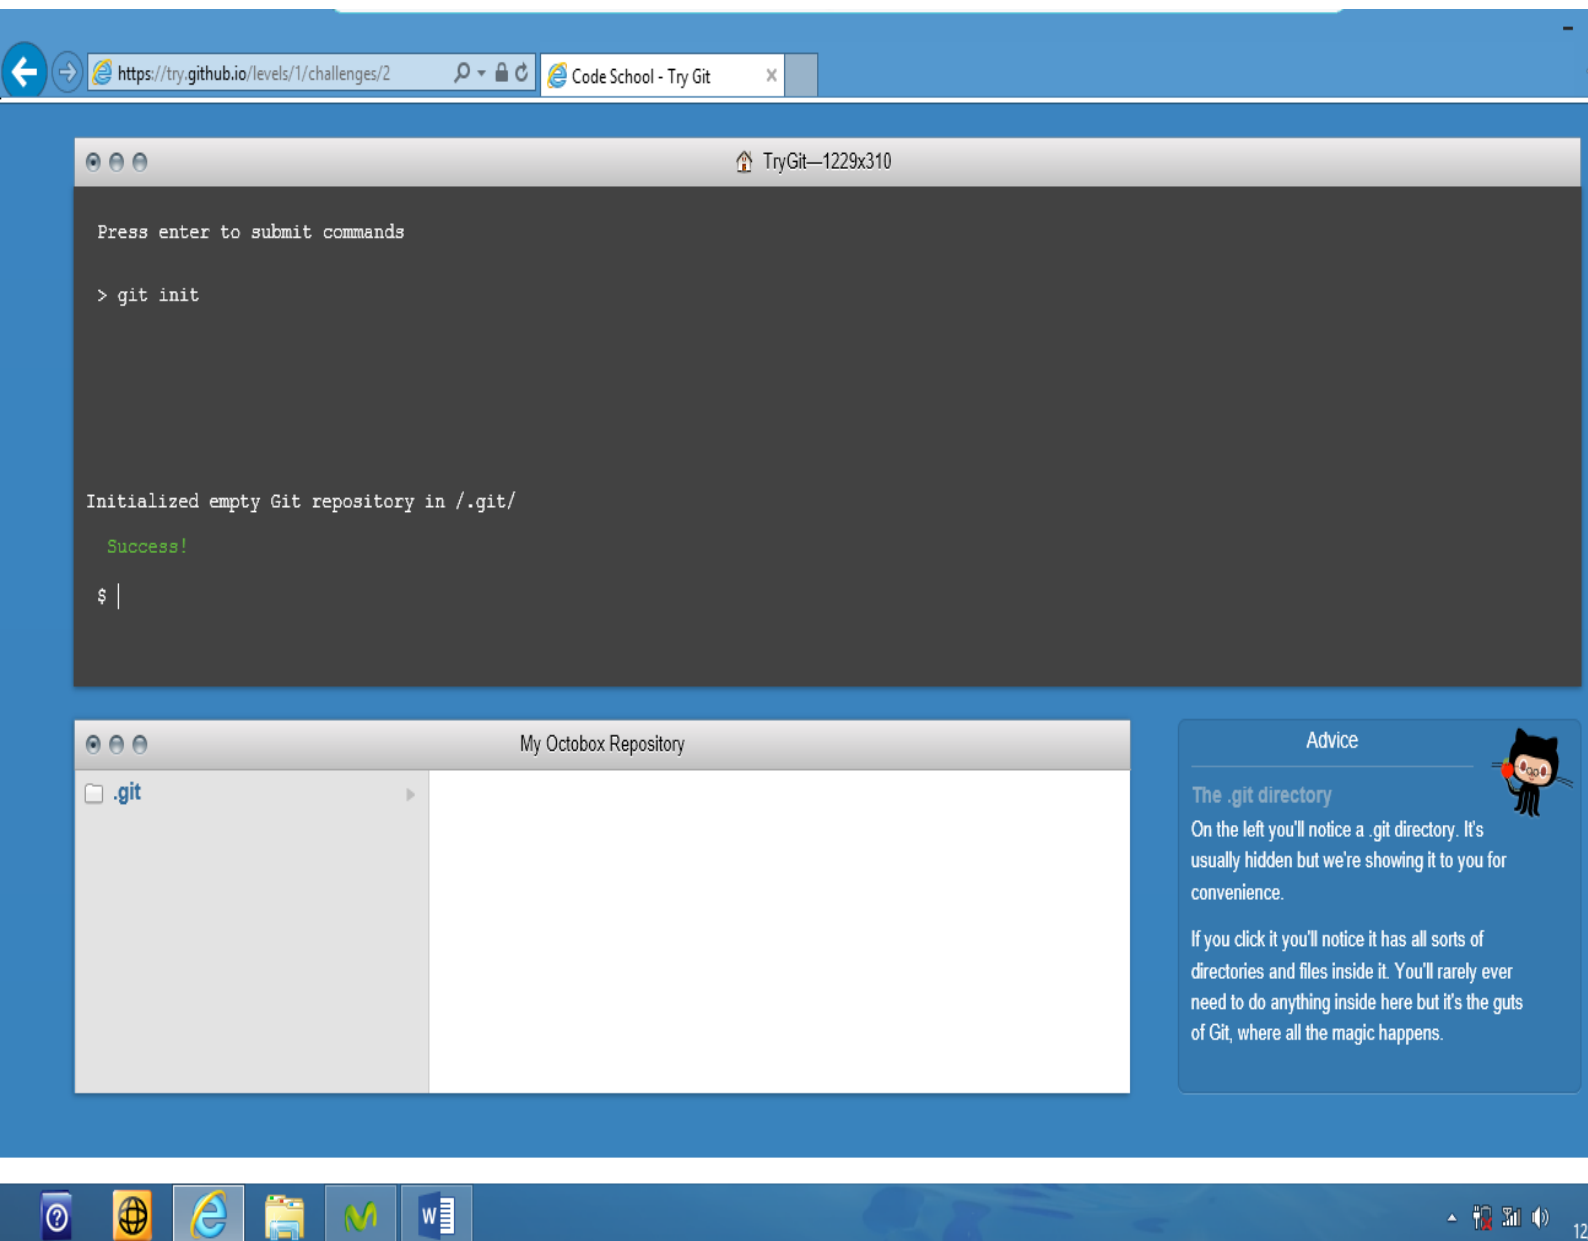 https://try.github.io/levels/1/challenges/2
Code School - Try Git
TryGit—1229x310
Press enter to submit commands
> git init
Initialized empty Git repository in /.git/
Success!
$
My Octobox Repository
.git
Advice
The .git directory
On the left you'll notice a .git directory. It's
usually hidden but we're showing it to you for
convenience.
If you click it you'll notice it has all sorts of
directories and files inside it. You'll rarely ever
need to do anything inside here but it's the guts
of Git, where all the magic happens.
12